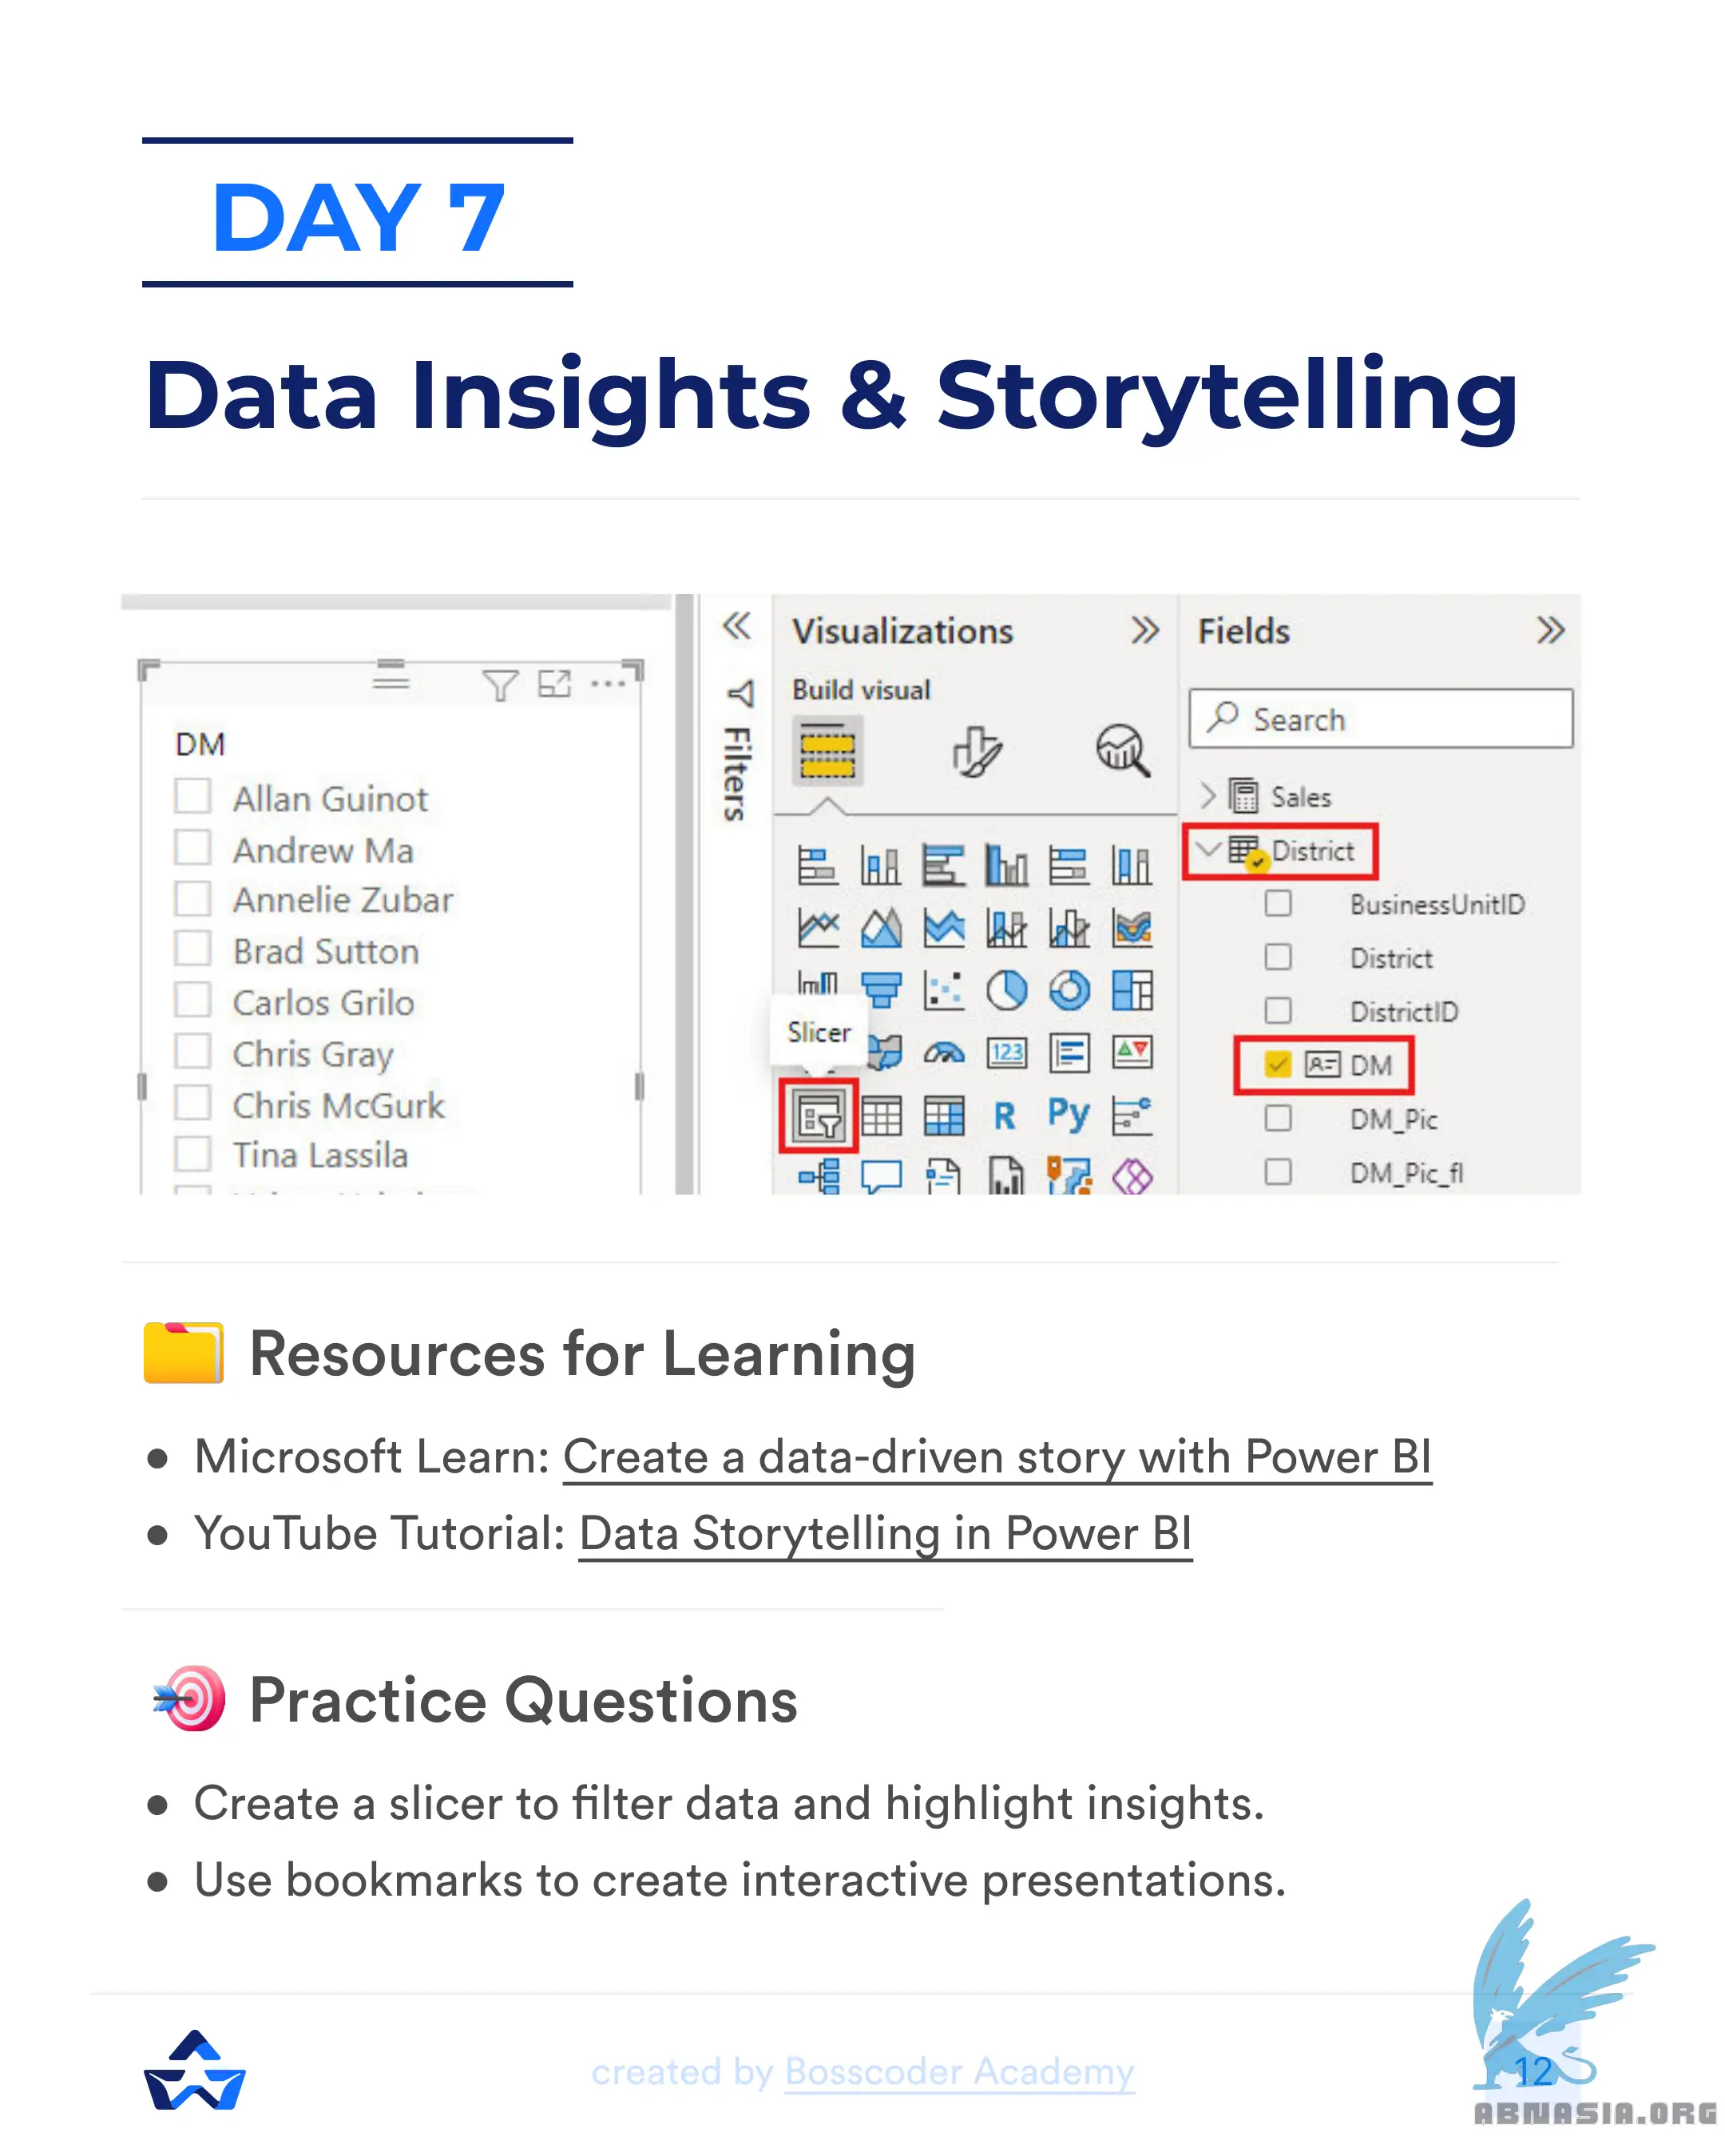 DAY 7
Data Insights & Storytelling
DM
Allan Guinot
Andrew Ma
Annelie Zubar
Brad Sutton
Carlos Grilo
Chris Gray
Chris McGurk
Tina Lassila
Filters
Visualizations
Build visual
Slicer
123
R
Py
Fields
Search
Sales
District
BusinessUnitID
District
DistrictID
DM
DM_Pic
DM_Pic_fl
Resources for Learning
• Microsoft Learn: Create a data-driven story with Power BI
• YouTube Tutorial: Data Storytelling in Power BI
Practice Questions
• Create a slicer to filter data and highlight insights.
• Use bookmarks to create interactive presentations.
created by Bosscoder Academy
12
ABNASIA.ORG